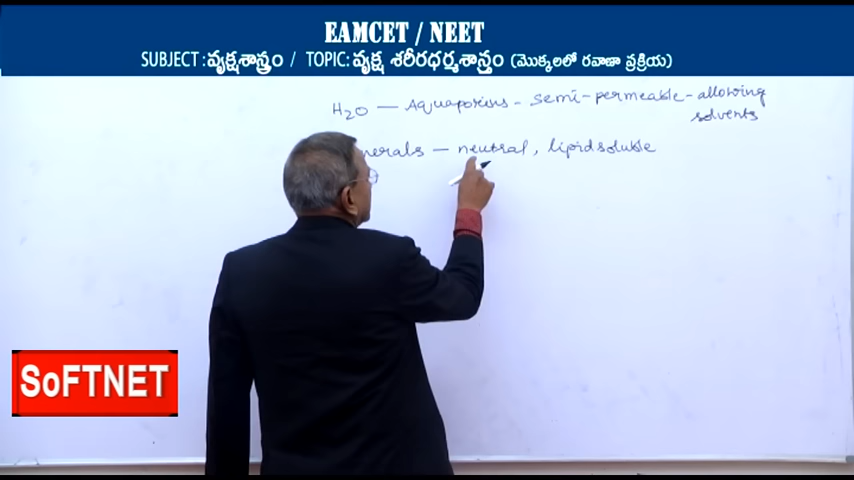 EAMCET / NEET
SUBJECT : వృక్షశాస్త్రం / TOPIC: వృక్ష శరీరధర్మశాస్త్రం (మొక్కలలో రవాణా ప్రక్రియ)
H2O — Aquaporins - semi-permeable - allowing
solvents
nerals — neutral, lipid soluble
SoFTNET